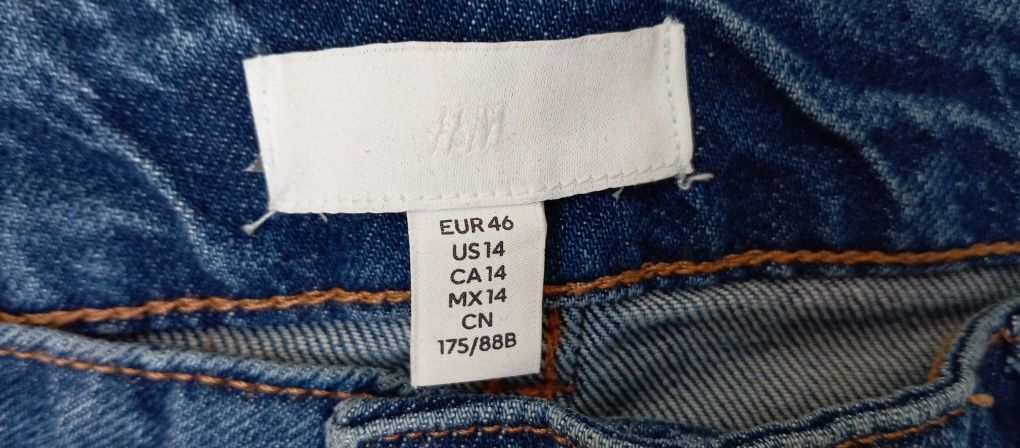 H&M
EUR 46
US 14
CA 14
MX 14
CN
175/88B